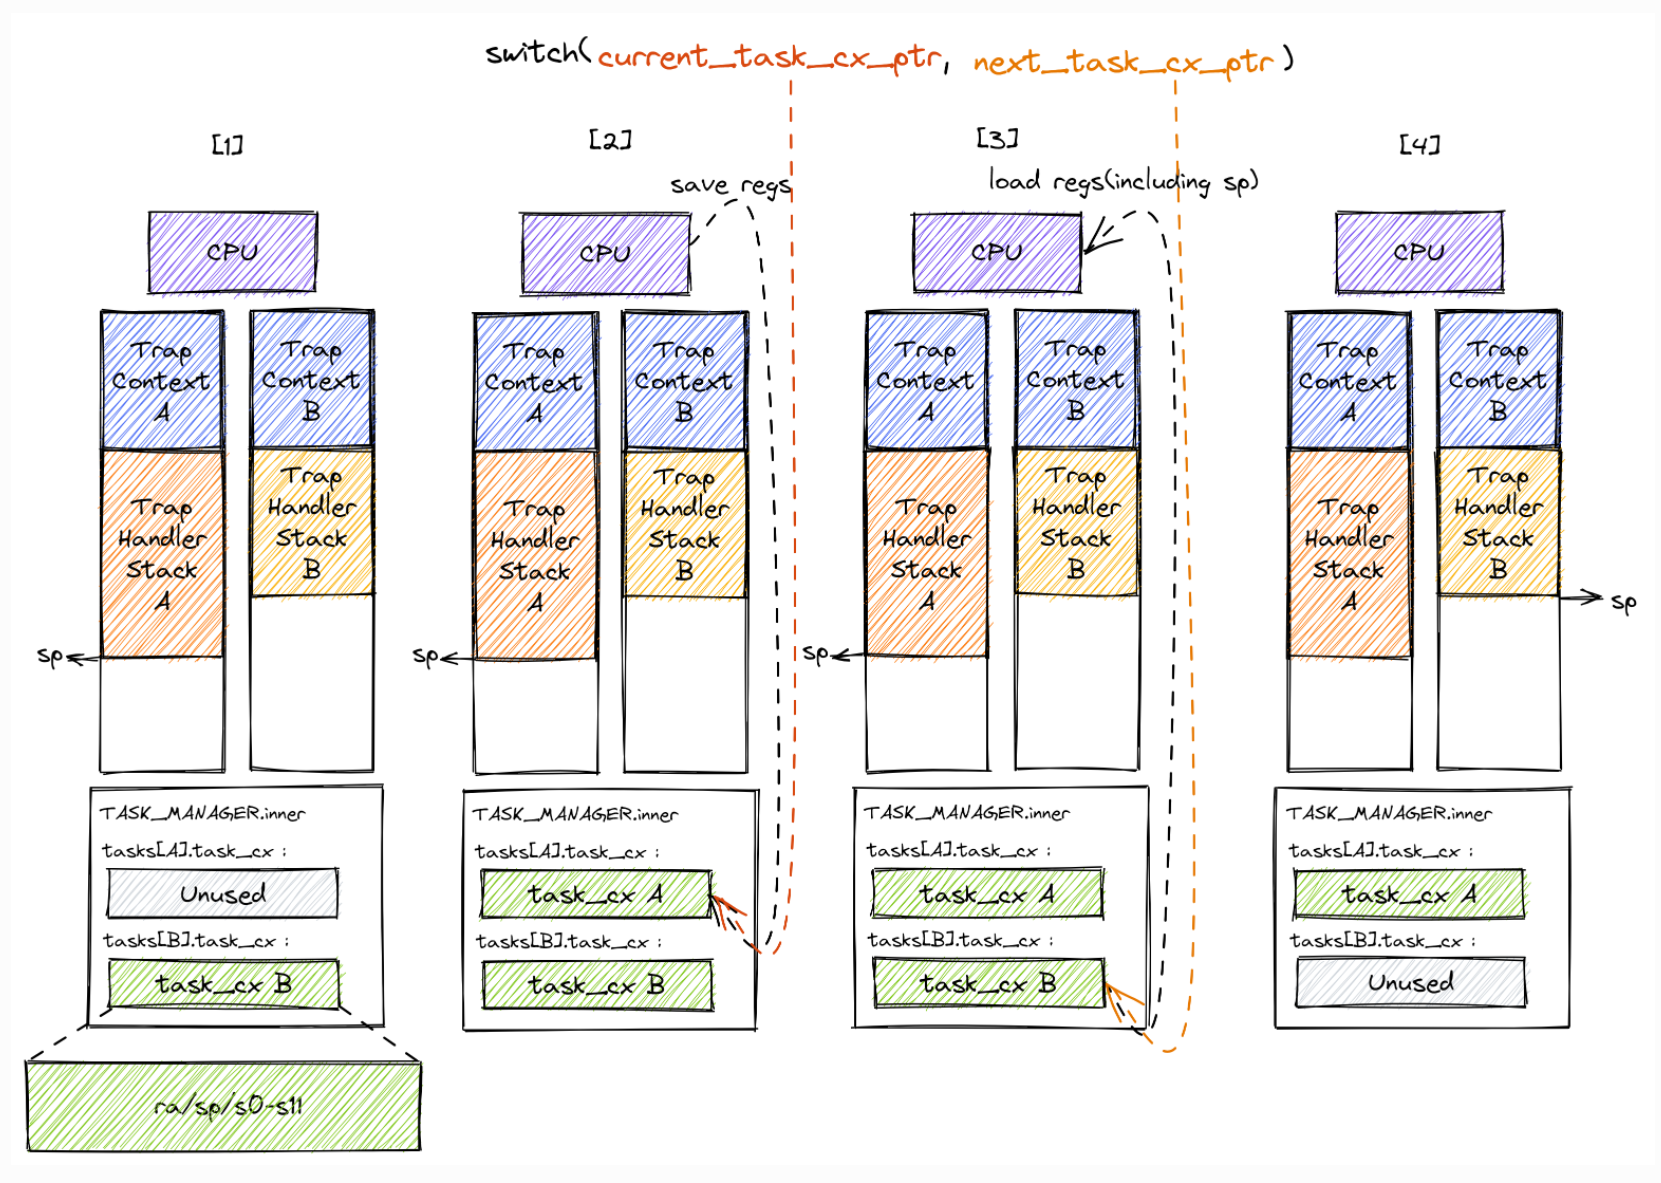 switch(current_task_cx_ptr, next_task_cx_ptr)
[1]
[2]
[3]
[4]
save regs
load regs(including sp)
CPU
CPU
CPU
CPU
Trap
Context
A
Trap
Context
B
Trap
Context
A
Trap
Context
B
Trap
Context
A
Trap
Context
B
Trap
Context
A
Trap
Context
B
Trap
Handler
Stack
A
Trap
Handler
Stack
B
Trap
Handler
Stack
A
Trap
Handler
Stack
B
Trap
Handler
Stack
A
Trap
Handler
Stack
B
Trap
Handler
Stack
A
Trap
Handler
Stack
B
sp
sp
sp
sp
TASK_MANAGER.inner
tasks[A].task_cx :
Unused
tasks[B].task_cx :
task_cx B
ra/sp/s0-s11
TASK_MANAGER.inner
tasks[A].task_cx :
task_cx A
tasks[B].task_cx :
task_cx B
TASK_MANAGER.inner
tasks[A].task_cx :
task_cx A
tasks[B].task_cx :
task_cx B
TASK_MANAGER.inner
tasks[A].task_cx :
task_cx A
tasks[B].task_cx :
Unused